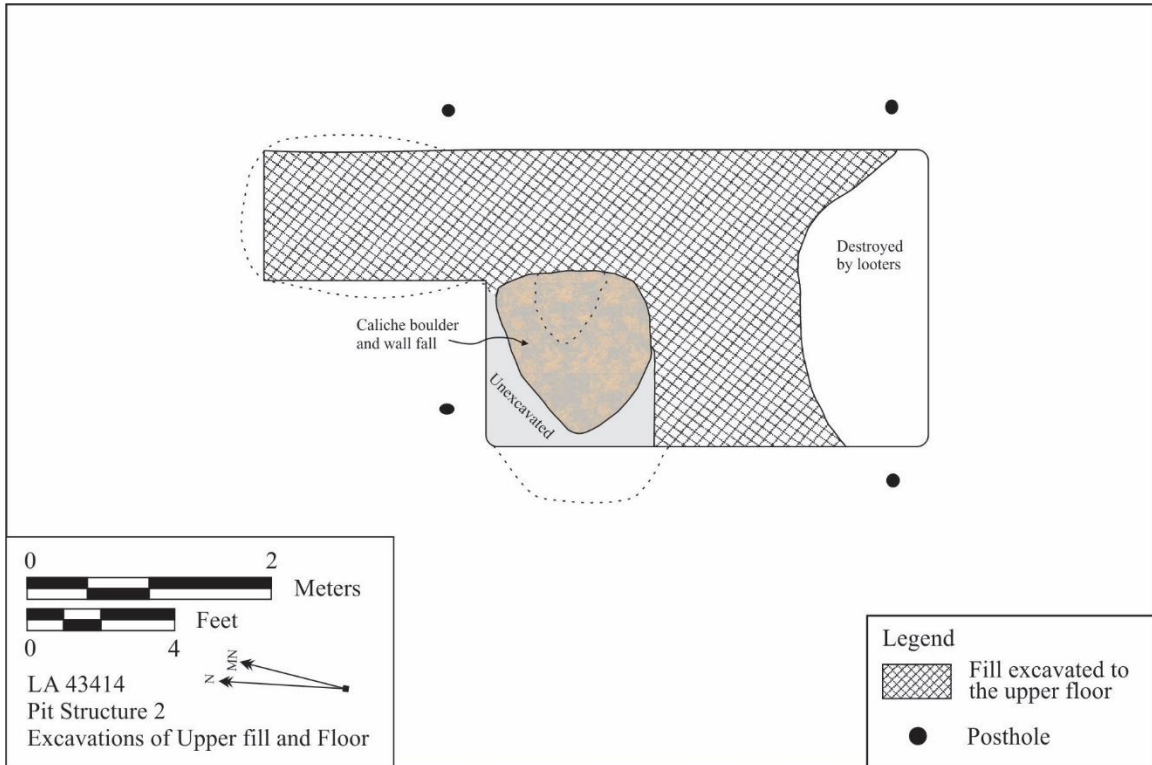 Destroyed
by looters
Caliche boulder
and wall fall
Unexcavated
0 2
Meters
Feet
0 4
MN
N
LA 43414
Pit Structure 2
Excavations of Upper fill and Floor
Legend
Fill excavated to
the upper floor
Posthole